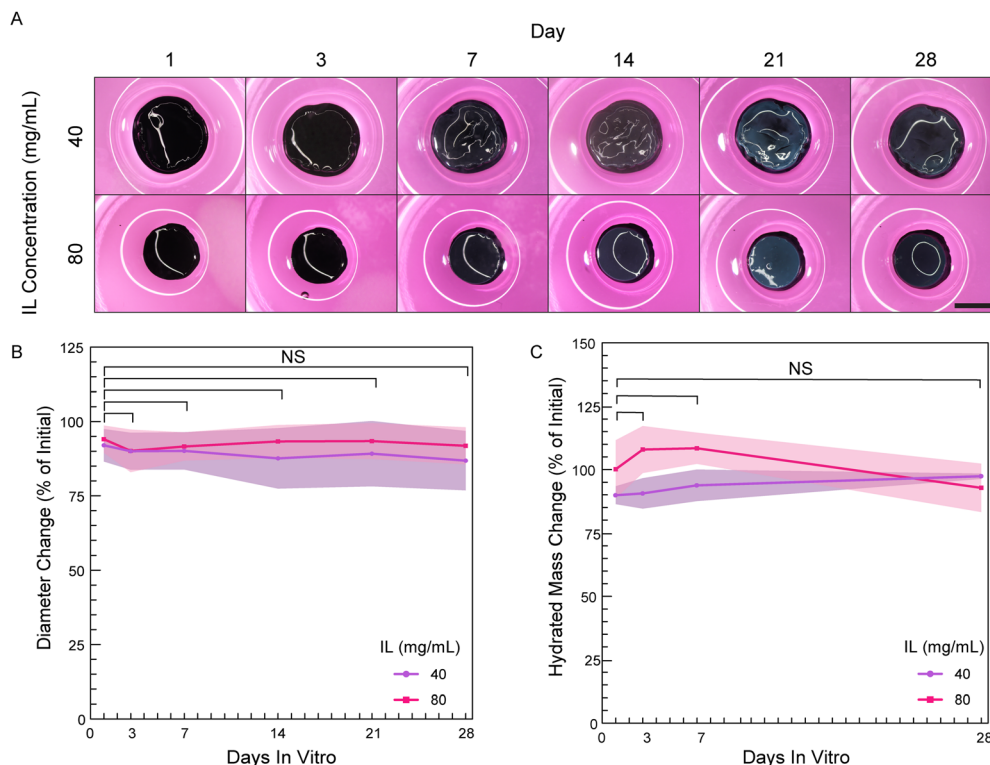 A
Day
1 3 7 14 21 28
IL Concentration (mg/mL)
40
80
B
NS
125
100
75
50
25
0
Diameter Change (% of Initial)
IL (mg/mL)
40
80
0 3 7 14 21 28
Days In Vitro
C
NS
150
125
100
75
50
25
0
Hydrated Mass Change (% of Initial)
IL (mg/mL)
40
80
0 3 7 28
Days In Vitro